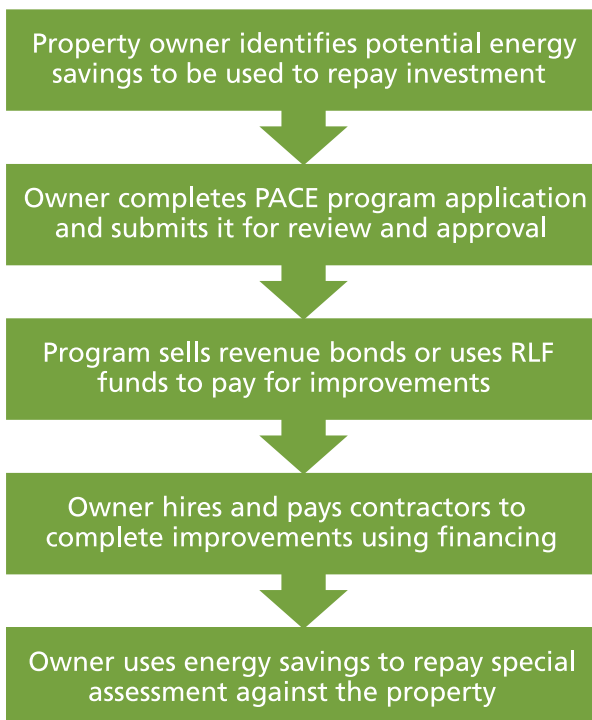 Property owner identifies potential energy
savings to be used to repay investment
Owner completes PACE program application
and submits it for review and approval
Program sells revenue bonds or uses RLF
funds to pay for improvements
Owner hires and pays contractors to
complete improvements using financing
Owner uses energy savings to repay special
assessment against the property